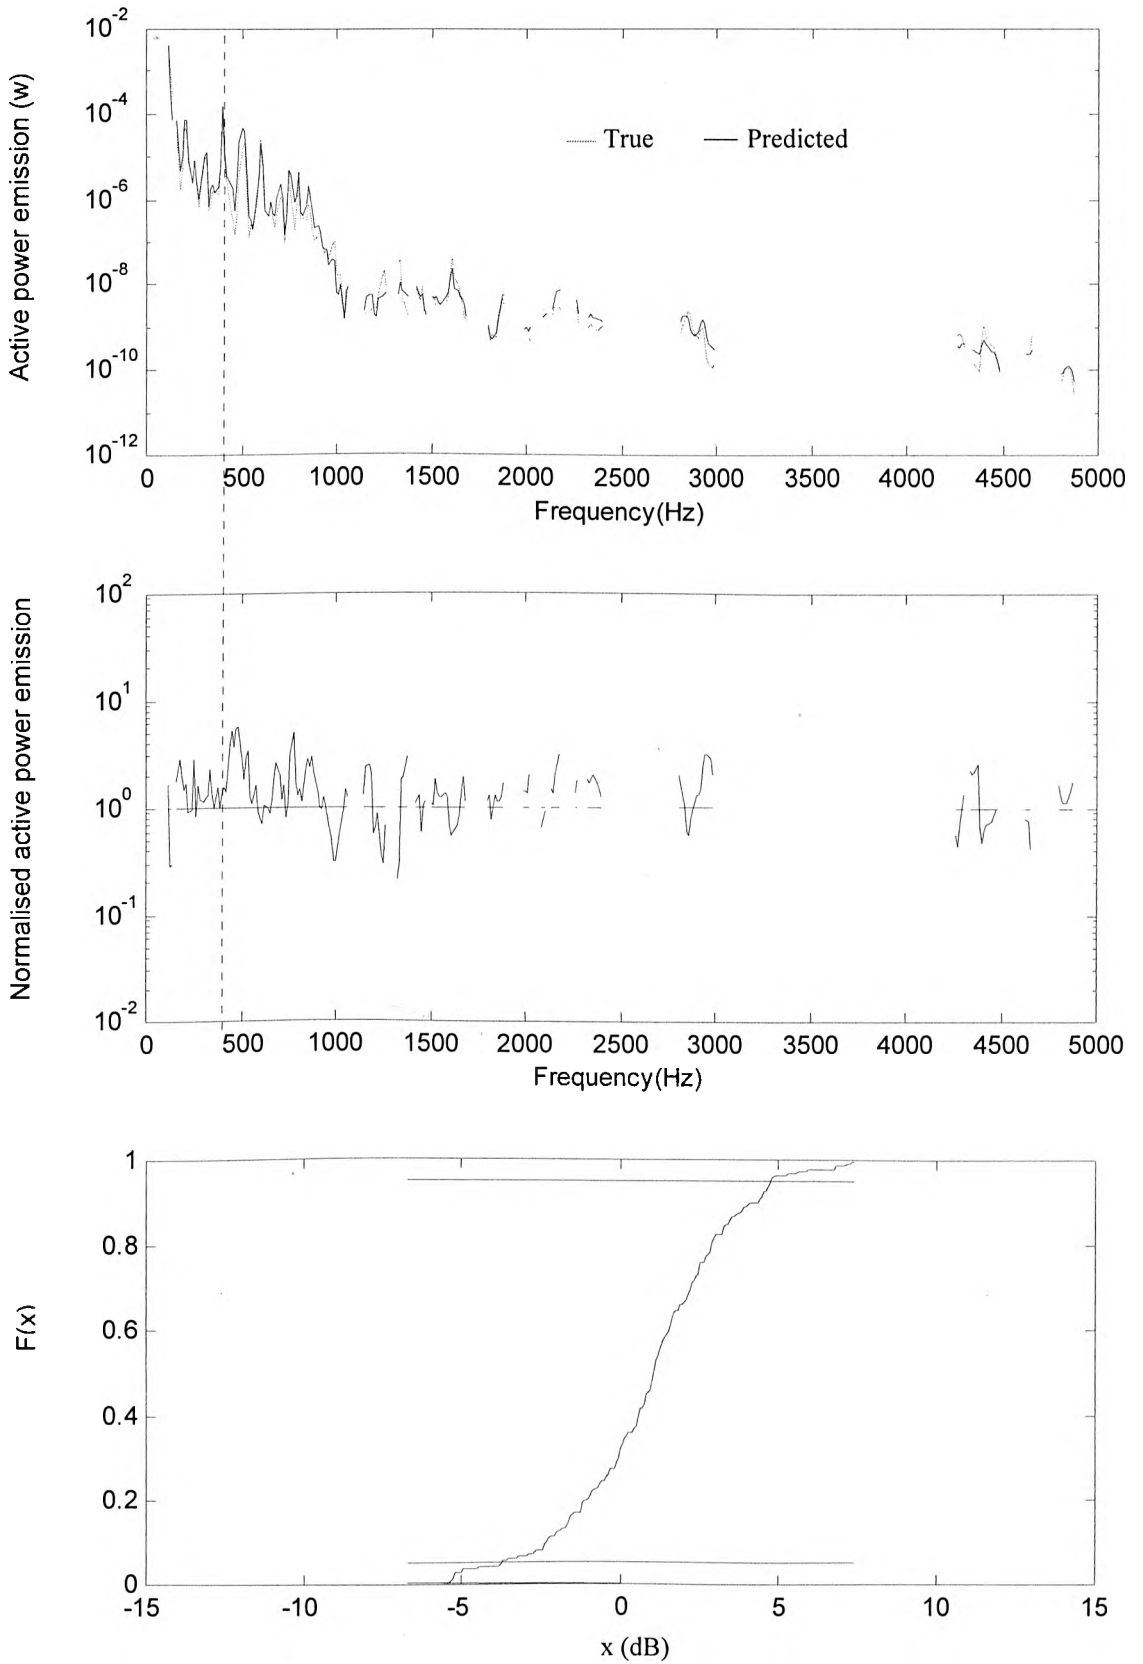 Active power emission (w)
10^-2
10^-4
10^-6
10^-8
10^-10
10^-12
True
Predicted
0 500 1000 1500 2000 2500 3000 3500 4000 4500 5000
Frequency(Hz)
Normalised active power emission
10^2
10^1
10^0
10^-1
10^-2
0 500 1000 1500 2000 2500 3000 3500 4000 4500 5000
Frequency(Hz)
F(x)
1
0.8
0.6
0.4
0.2
0
-15 -10 -5 0 5 10 15
x (dB)